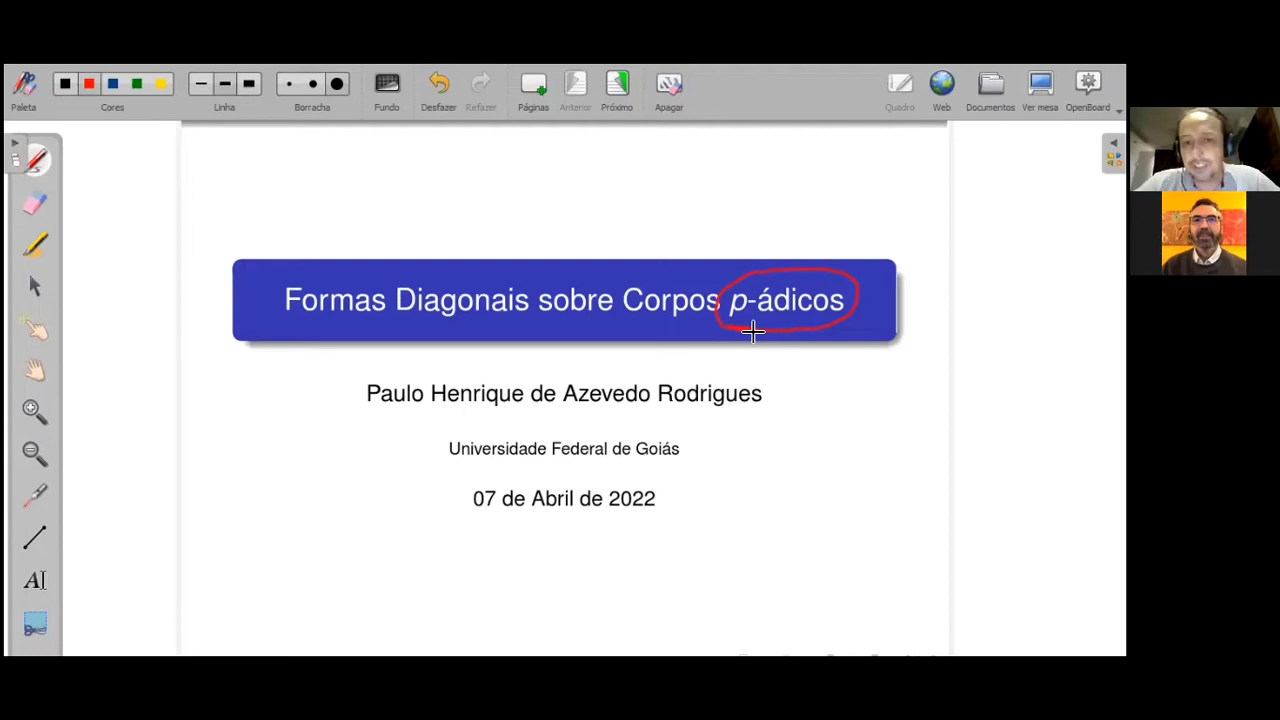 Paleta
Cores
Linha
Borracha
Fundo
Desfazer
Refazer
Páginas
Anterior
Próximo
Apagar
Quadro
Web
Documentos
Ver mesa
OpenBoard
Formas Diagonais sobre Corpos p-ádicos
Paulo Henrique de Azevedo Rodrigues
Universidade Federal de Goiás
07 de Abril de 2022